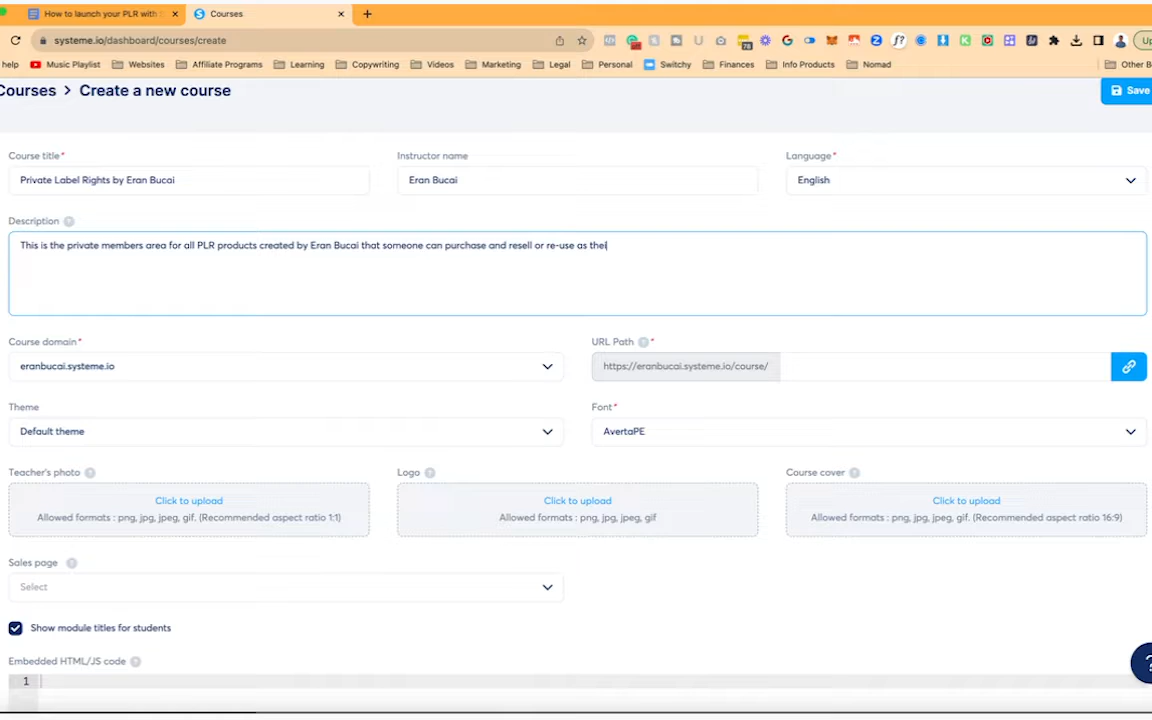 How to launch your PLR with
Courses
systeme.io/dashboard/courses/create
78
Up
help
Music Playlist
Websites
Affiliate Programs
Learning
Copywriting
Videos
Marketing
Legal
Personal
Switchy
Finances
Info Products
Nomad
Other B
Courses > Create a new course
Save
Course title*
Instructor name
Language*
Private Label Rights by Eran Bucai
Eran Bucai
English
Description ?
This is the private members area for all PLR products created by Eran Bucai that someone can purchase and resell or re-use as thei
Course domain*
URL Path ?*
eranbucai.systeme.io
https://eranbucai.systeme.io/course/
Theme
Font*
Default theme
AvertaPE
Teacher's photo ?
Logo ?
Course cover ?
Click to upload
Allowed formats : png, jpg, jpeg, gif. (Recommended aspect ratio 1:1)
Click to upload
Allowed formats : png, jpg, jpeg, gif
Click to upload
Allowed formats : png, jpg, jpeg, gif. (Recommended aspect ratio 16:9)
Sales page ?
Select
Show module titles for students
Embedded HTML/JS code ?
1
?